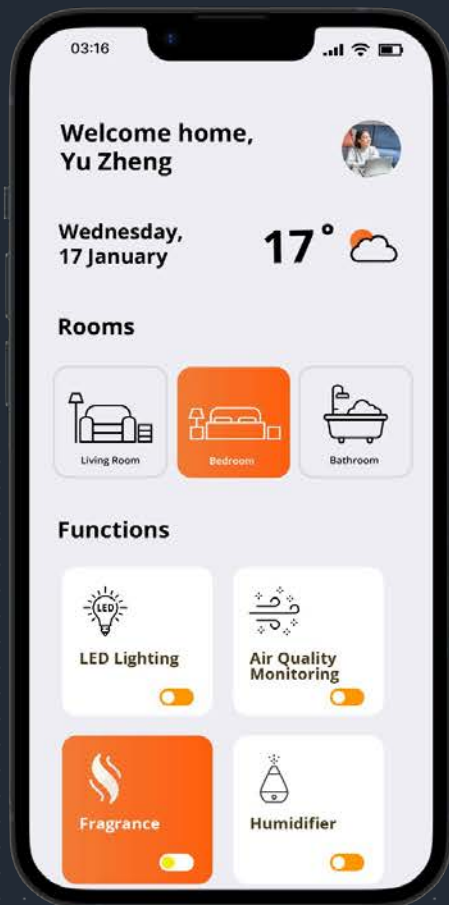 03:16
Welcome home,
Yu Zheng
Wednesday,
17 January
17°
Rooms
Living Room
Bedroom
Bathroom
Functions
LED
LED Lighting
Air Quality
Monitoring
Fragrance
Humidifier